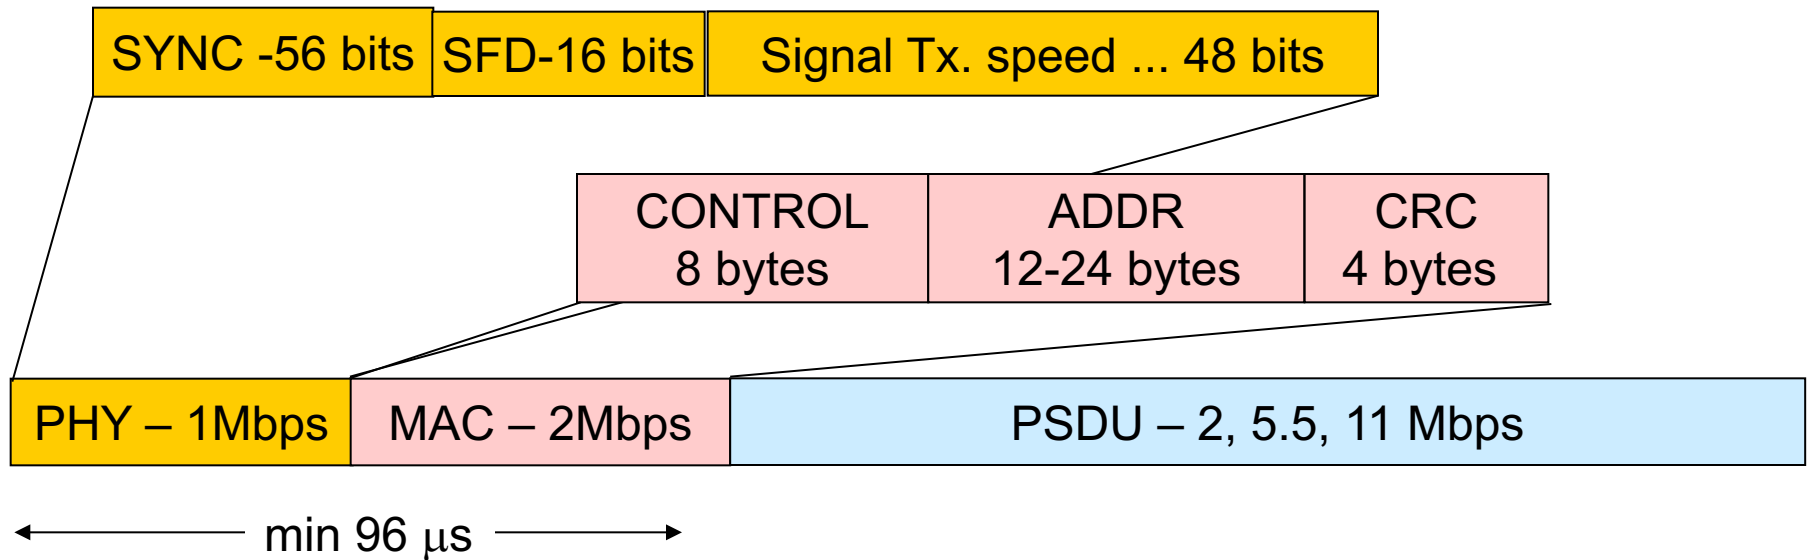 SYNC -56 bits SFD-16 bits Signal Tx. speed ... 48 bits
CONTROL ADDR CRC
8 bytes 12-24 bytes 4 bytes
PHY – 1Mbps MAC – 2Mbps PSDU – 2, 5.5, 11 Mbps
min 96 μs